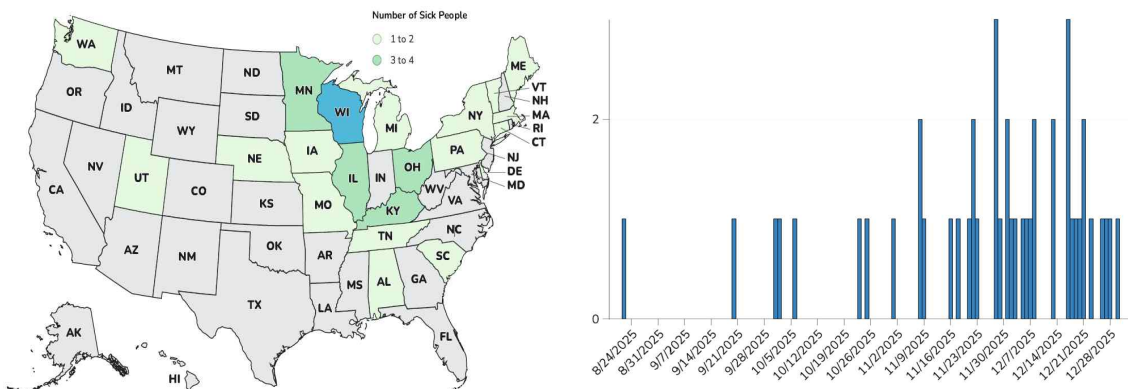 Number of Sick People
1 to 2
3 to 4
WA
MT
ND
MN
ME
VT
NH
OR
ID
SD
WI
NY
MA
RI
CT
WY
MI
NE
IA
PA
NJ
DE
MD
NV
UT
CO
IL
IN
OH
WV
VA
CA
KS
MO
KY
AZ
NM
OK
AR
TN
NC
SC
MS
AL
GA
TX
LA
FL
AK
HI
2
0
8/24/2025
8/31/2025
9/7/2025
9/14/2025
9/21/2025
9/28/2025
10/5/2025
10/12/2025
10/19/2025
10/26/2025
11/2/2025
11/9/2025
11/16/2025
11/23/2025
11/30/2025
12/7/2025
12/14/2025
12/21/2025
12/28/2025